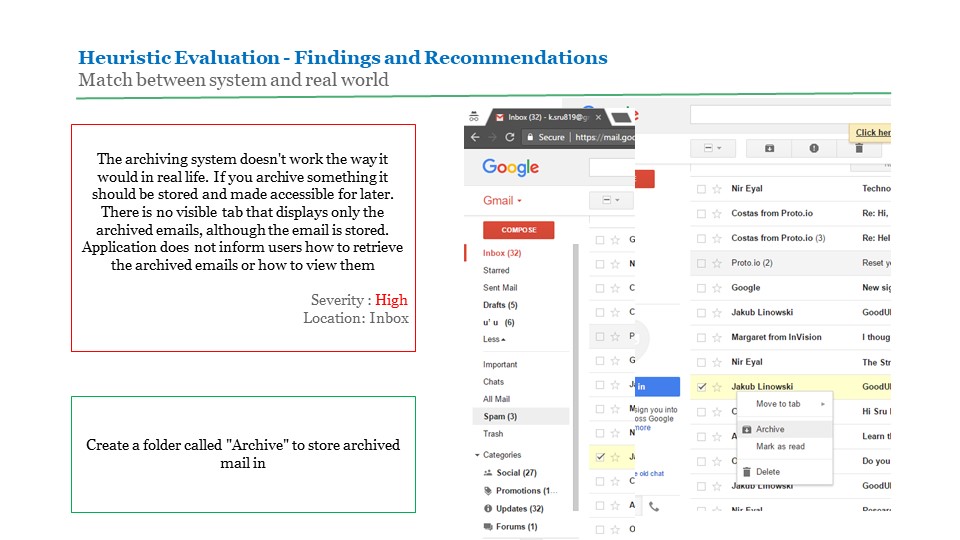 Heuristic Evaluation - Findings and Recommendations
Match between system and real world
The archiving system doesn't work the way it
would in real life. If you archive something it
should be stored and made accessible for later.
There is no visible tab that displays only the
archived emails, although the email is stored.
Application does not inform users how to retrieve
the archived emails or how to view them
Severity : High
Location: Inbox
Create a folder called "Archive" to store archived
mail in
Inbox (32) - k.sru819@g
Secure https://mail.goo
Google
Gmail
COMPOSE
Inbox (32)
Starred
Sent Mail
Drafts (5)
u' u (6)
Less
Important
Chats
All Mail
Spam (3)
Trash
Categories
Social (27)
Promotions (1...
Updates (32)
Forums (1)
G
N
C
C
P
G
J
M
N
J
C
A
O
in
sign you into
oss Google
more
e old chat
Click her
Nir Eyal Techno
Costas from Proto.io Re: Hi,
Costas from Proto.io (3) Re: Hel
Proto.io (2) Reset y
Google New sig
Jakub Linowski GoodUI
Margaret from InVision I thoug
Nir Eyal The Str
Jakub Linowski GoodUI
C Hi Sru
A Learn t
O Do you
Jakub Linowski GoodUI
Nir Eyal Resear
Move to tab
Archive
Mark as read
Delete